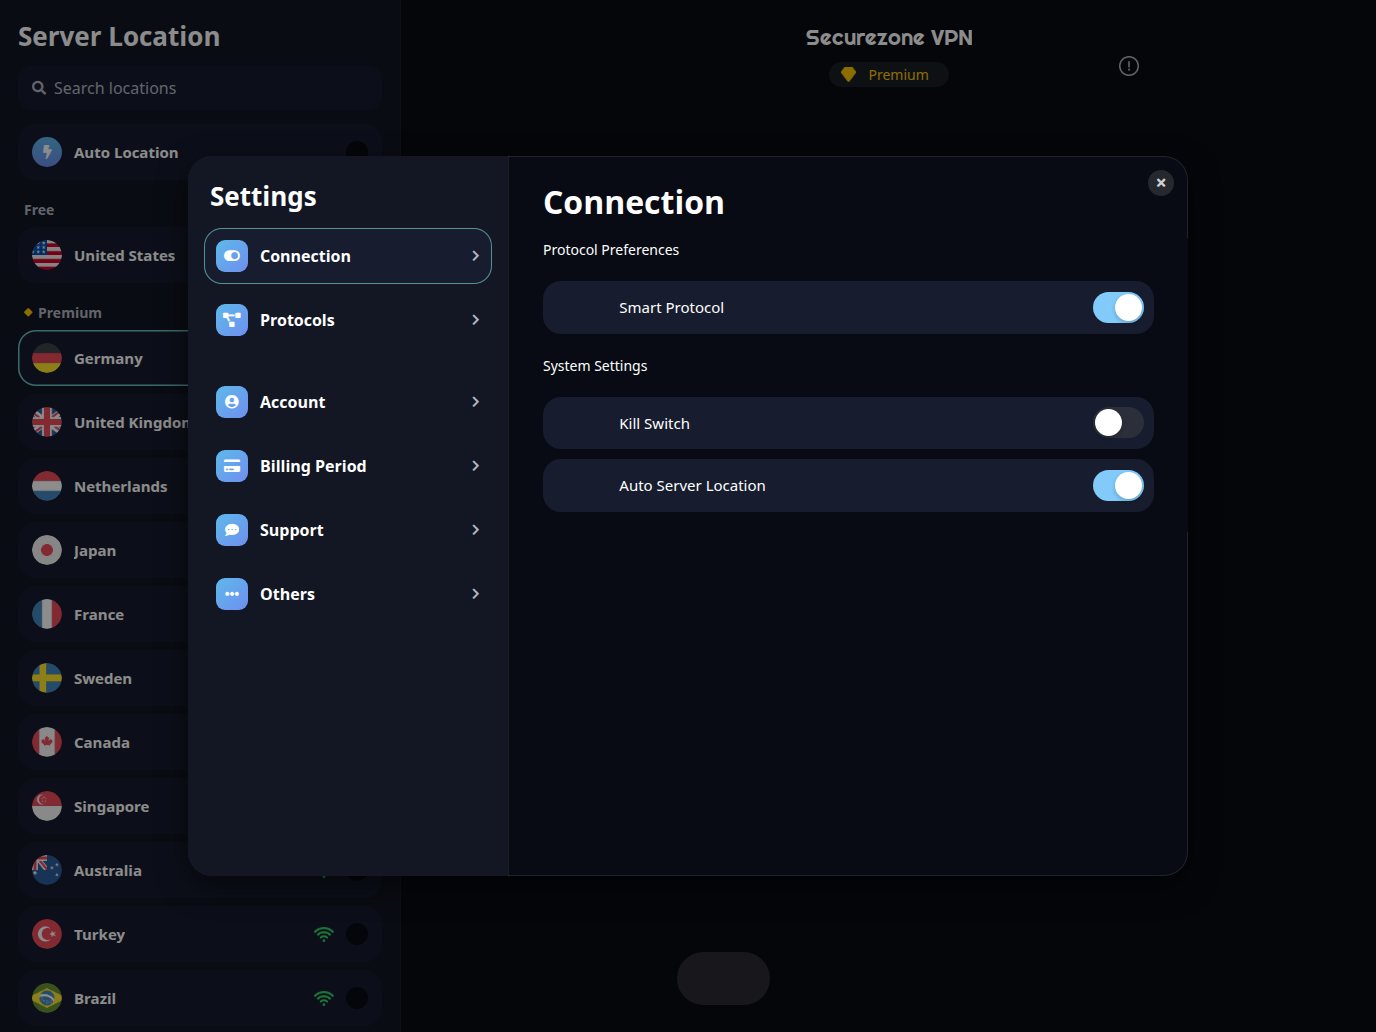 Server Location
Search locations
Auto Location
Free
United States
Premium
Germany
United Kingdom
Netherlands
Japan
France
Sweden
Canada
Singapore
Australia
Turkey
Brazil
Securezone VPN
Premium
Settings
Connection
Protocols
Account
Billing Period
Support
Others
Connection
Protocol Preferences
Smart Protocol
System Settings
Kill Switch
Auto Server Location